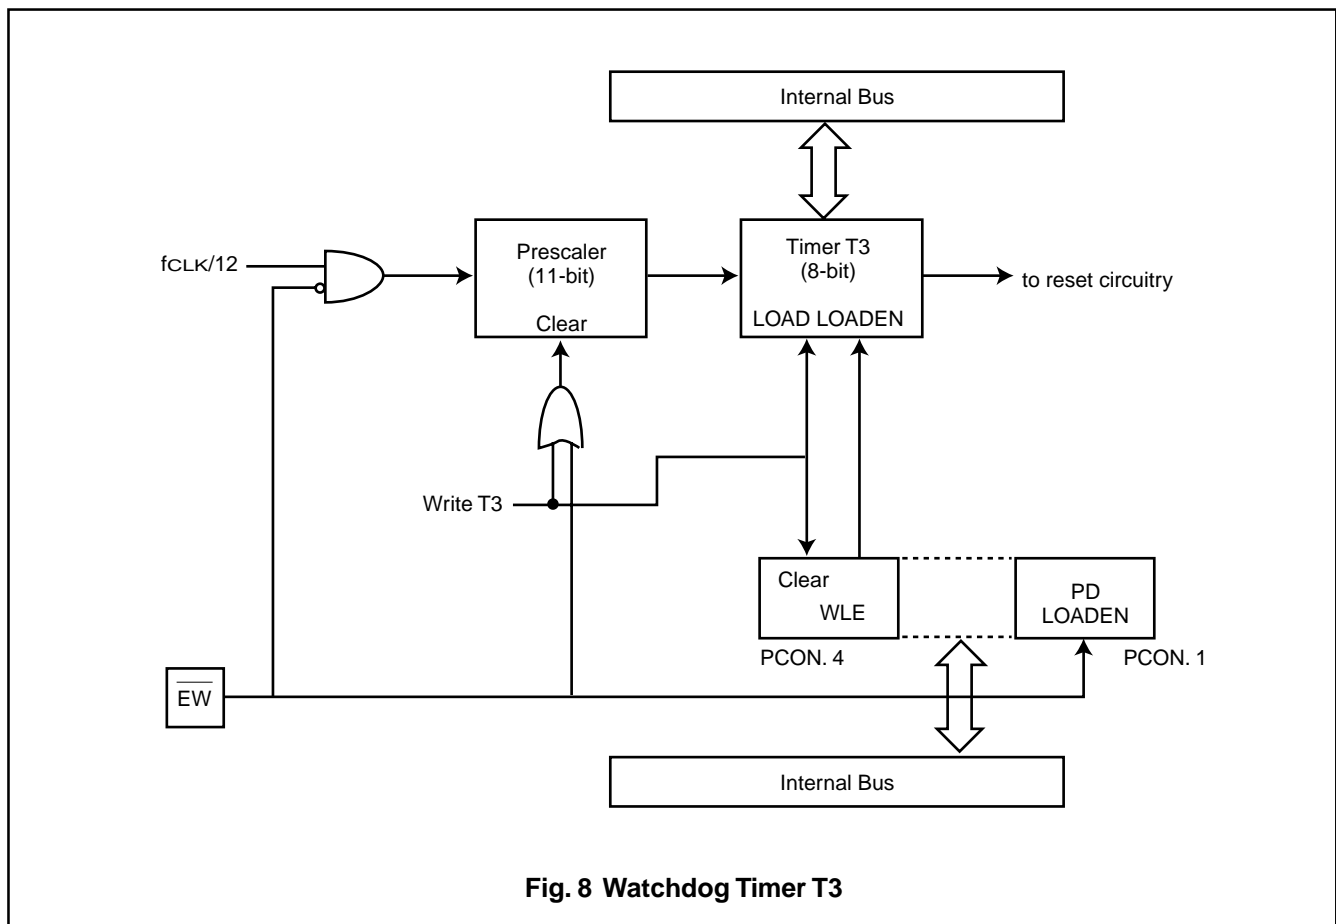 Internal Bus
fCLK/12
Prescaler
(11-bit)
Clear
Timer T3
(8-bit)
LOAD LOADEN
to reset circuitry
Write T3
Clear
WLE
PD
LOADEN
PCON. 4
PCON. 1
EW
Internal Bus
Fig. 8 Watchdog Timer T3